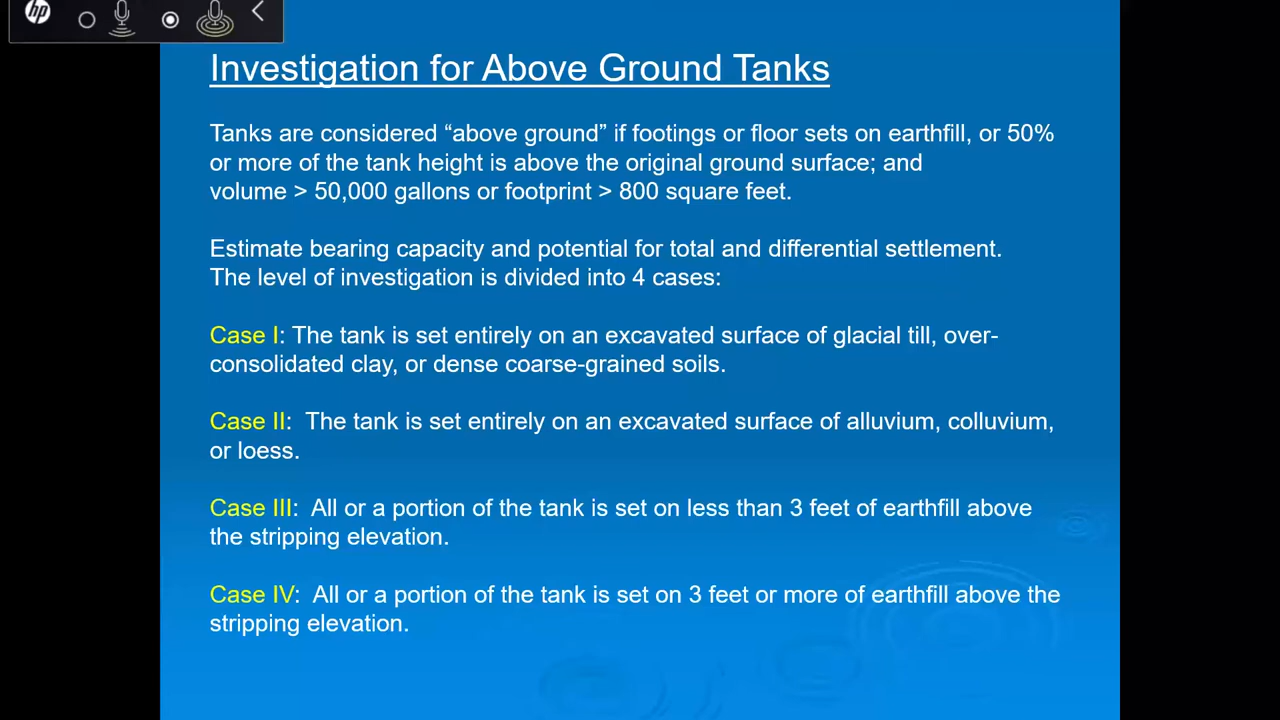 hp
Investigation for Above Ground Tanks
Tanks are considered “above ground” if footings or floor sets on earthfill, or 50%
or more of the tank height is above the original ground surface; and
volume > 50,000 gallons or footprint > 800 square feet.
Estimate bearing capacity and potential for total and differential settlement.
The level of investigation is divided into 4 cases:
Case I: The tank is set entirely on an excavated surface of glacial till, over-
consolidated clay, or dense coarse-grained soils.
Case II:  The tank is set entirely on an excavated surface of alluvium, colluvium,
or loess.
Case III:  All or a portion of the tank is set on less than 3 feet of earthfill above
the stripping elevation.
Case IV:  All or a portion of the tank is set on 3 feet or more of earthfill above the
stripping elevation.